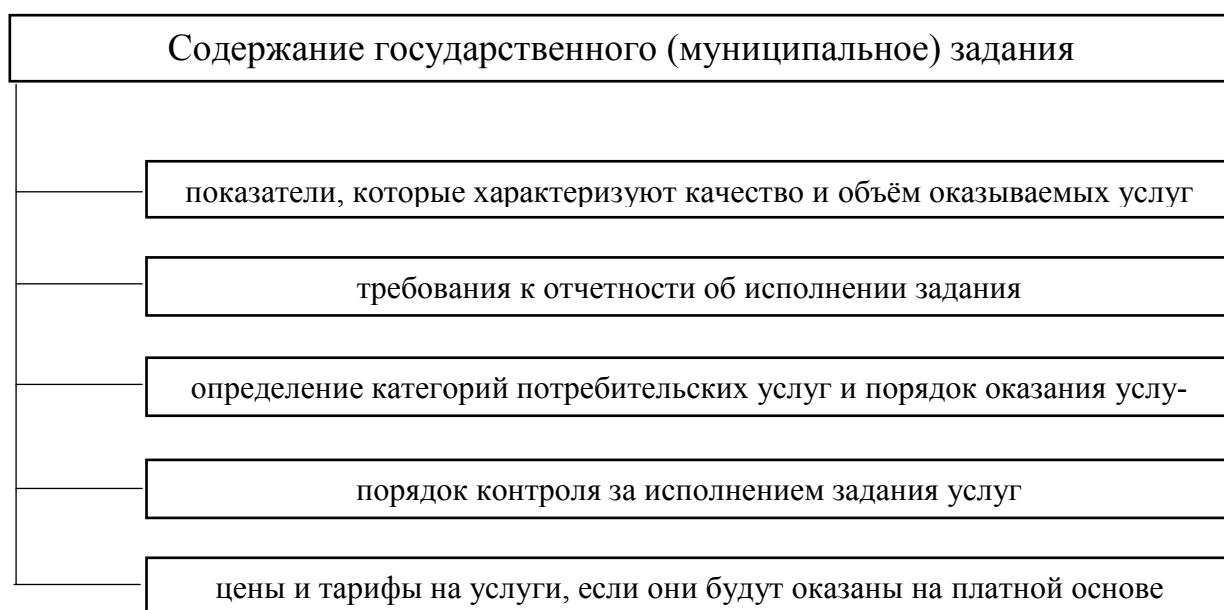 Содержание государственного (муниципальное) задания
показатели, которые характеризуют качество и объём оказываемых услуг
требования к отчетности об исполнении задания
определение категорий потребительских услуг и порядок оказания услу-
порядок контроля за исполнением задания услуг
цены и тарифы на услуги, если они будут оказаны на платной основе